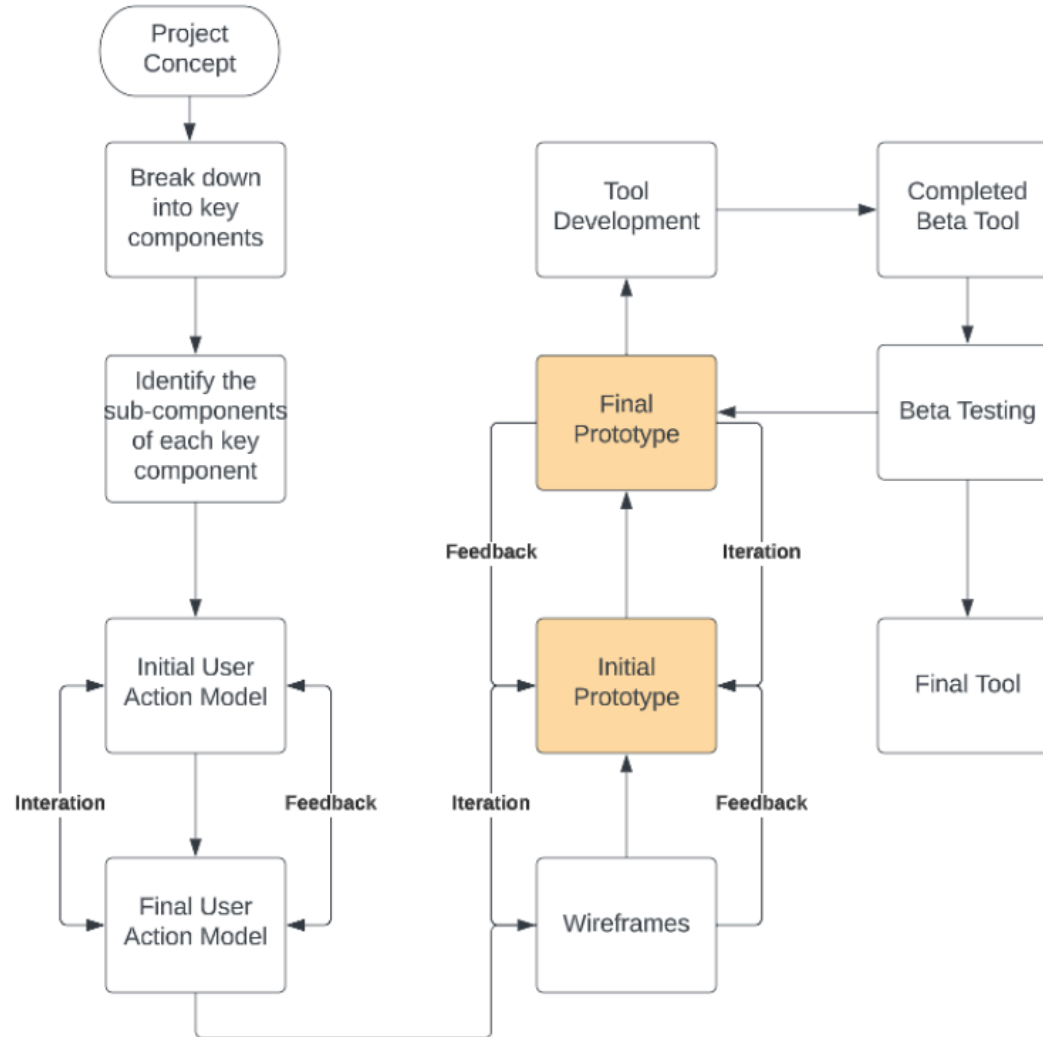 Project
Concept
Break down
into key
components
Identify the
sub-components
of each key
component
Initial User
Action Model
Interation
Feedback
Final User
Action Model
Tool
Development
Completed
Beta Tool
Final
Prototype
Beta Testing
Feedback
Iteration
Initial
Prototype
Final Tool
Iteration
Feedback
Wireframes